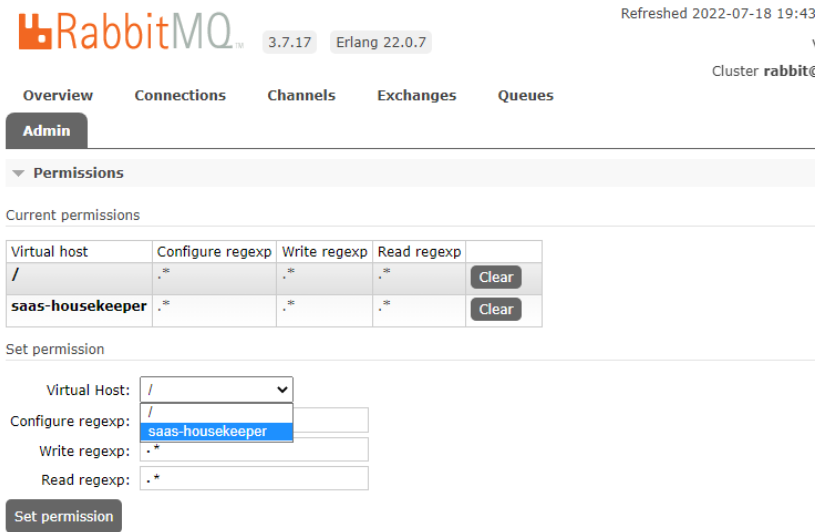 Refreshed 2022-07-18 19:43
RabbitMQ™ 3.7.17 Erlang 22.0.7
Cluster rabbit@
Overview Connections Channels Exchanges Queues
Admin
Permissions
Current permissions
Virtual host Configure regexp Write regexp Read regexp
/ .* .* .* Clear
saas-housekeeper .* .* .* Clear
Set permission
Virtual Host: /
/
Configure regexp:
saas-housekeeper
Write regexp: .*
Read regexp: .*
Set permission